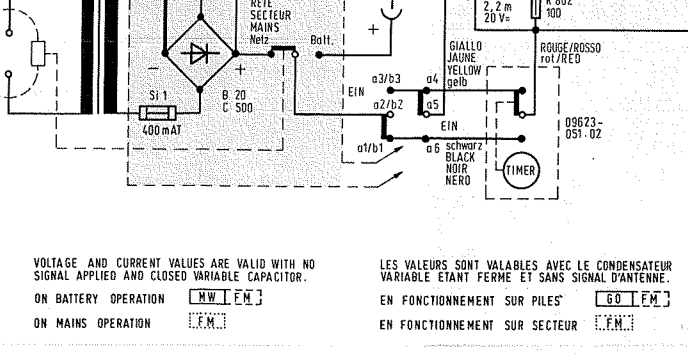 RETE
SECTEUR
MAINS
Netz
Batt.
+
2,2 m
20 V=
R 802
100
GIALLO
JAUNE
YELLOW
gelb
ROUGE/ROSSO
rot/RED
−
+
Si 1
400 mAT
B 20
C 500
EIN
a3/b3
a4
a2/b2
a5
EIN
a1/b1
a6
schwarz
BLACK
NOIR
NERO
TIMER
09623-
051.02
VOLTAGE AND CURRENT VALUES ARE VALID WITH NO
SIGNAL APPLIED AND CLOSED VARIABLE CAPACITOR.
ON BATTERY OPERATION MW FM
ON MAINS OPERATION FM
LES VALEURS SONT VALABLES AVEC LE CONDENSATEUR
VARIABLE ETANT FERME ET SANS SIGNAL D'ANTENNE.
EN FONCTIONNEMENT SUR PILES GO FM
EN FONCTIONNEMENT SUR SECTEUR FM